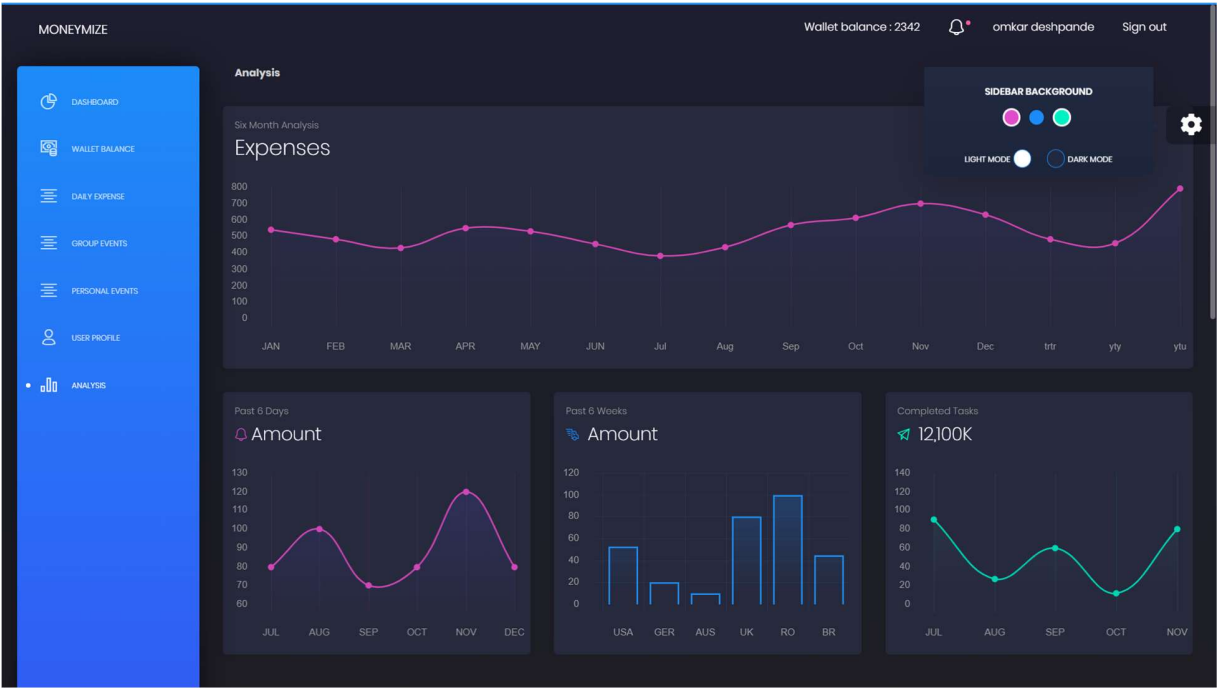 MONEYMIZE
Wallet balance : 2342
omkar deshpande
Sign out
DASHBOARD
WALLET BALANCE
DAILY EXPENSE
GROUP EVENTS
PERSONAL EVENTS
USER PROFILE
ANALYSIS
Analysis
SIDEBAR BACKGROUND
LIGHT MODE
DARK MODE
Six Month Analysis
Expenses
800
700
600
500
400
300
200
100
0
JAN FEB MAR APR MAY JUN Jul Aug Sep Oct Nov Dec trtr yty ytu
Past 6 Days
Amount
130
120
110
100
90
80
70
60
JUL AUG SEP OCT NOV DEC
Past 6 Weeks
Amount
120
100
80
60
40
20
0
USA GER AUS UK RO BR
Completed Tasks
12,100K
140
120
100
80
60
40
20
0
JUL AUG SEP OCT NOV